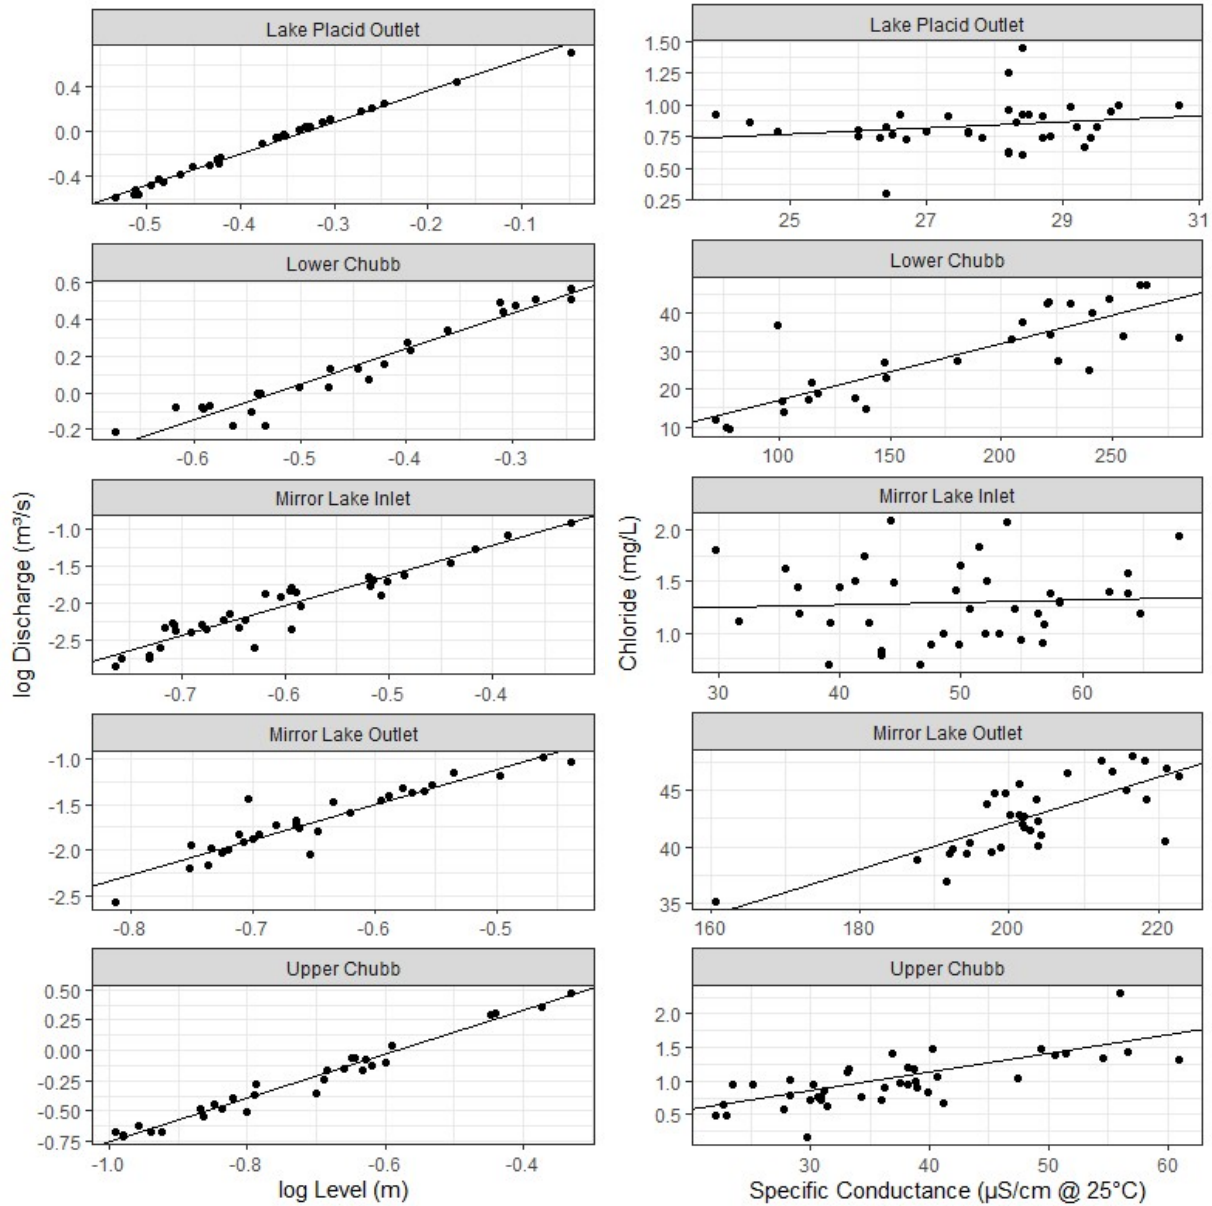 Lake Placid Outlet
0.4
0.0
-0.4
-0.5 -0.4 -0.3 -0.2 -0.1
Lower Chubb
0.6
0.4
0.2
0.0
-0.2
-0.6 -0.5 -0.4 -0.3
Mirror Lake Inlet
-1.0
-1.5
-2.0
-2.5
-0.7 -0.6 -0.5 -0.4
Mirror Lake Outlet
-1.0
-1.5
-2.0
-2.5
-0.8 -0.7 -0.6 -0.5
Upper Chubb
0.50
0.25
0.00
-0.25
-0.50
-0.75
-1.0 -0.8 -0.6 -0.4
log Level (m)
log Discharge (m³/s)
Lake Placid Outlet
1.50
1.25
1.00
0.75
0.50
0.25
25 27 29 31
Lower Chubb
40
30
20
10
100 150 200 250
Mirror Lake Inlet
2.0
1.5
1.0
30 40 50 60
Mirror Lake Outlet
45
40
35
160 180 200 220
Upper Chubb
2.0
1.5
1.0
0.5
30 40 50 60
Specific Conductance (µS/cm @ 25°C)
Chloride (mg/L)